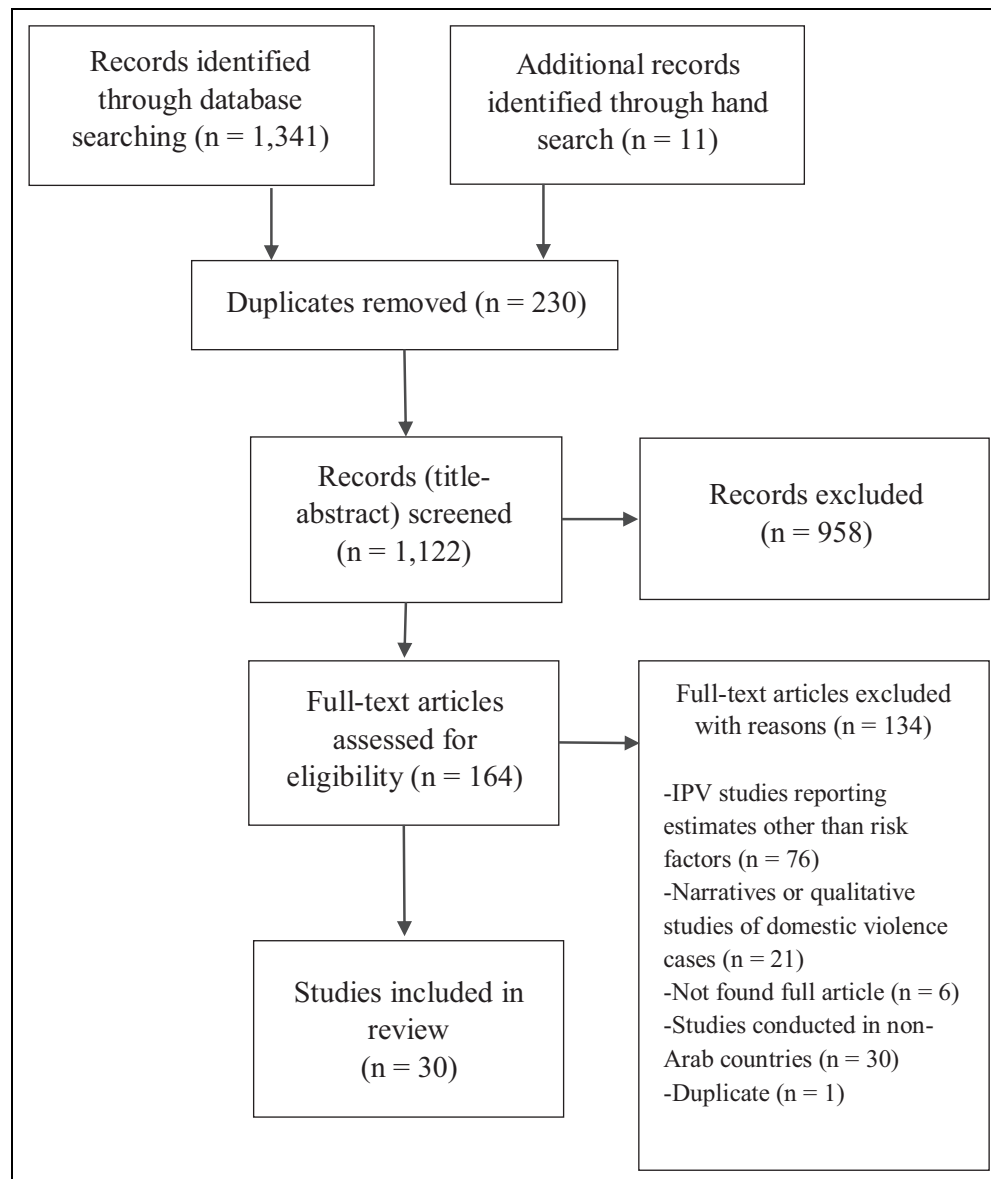 Records identified
through database
searching (n = 1,341)
Additional records
identified through hand
search (n = 11)
Duplicates removed (n = 230)
Records (title-
abstract) screened
(n = 1,122)
Records excluded
(n = 958)
Full-text articles
assessed for
eligibility (n = 164)
Full-text articles excluded
with reasons (n = 134)
-IPV studies reporting
estimates other than risk
factors (n = 76)
-Narratives or qualitative
studies of domestic violence
cases (n = 21)
-Not found full article (n = 6)
-Studies conducted in non-
Arab countries (n = 30)
-Duplicate (n = 1)
Studies included in
review
(n = 30)